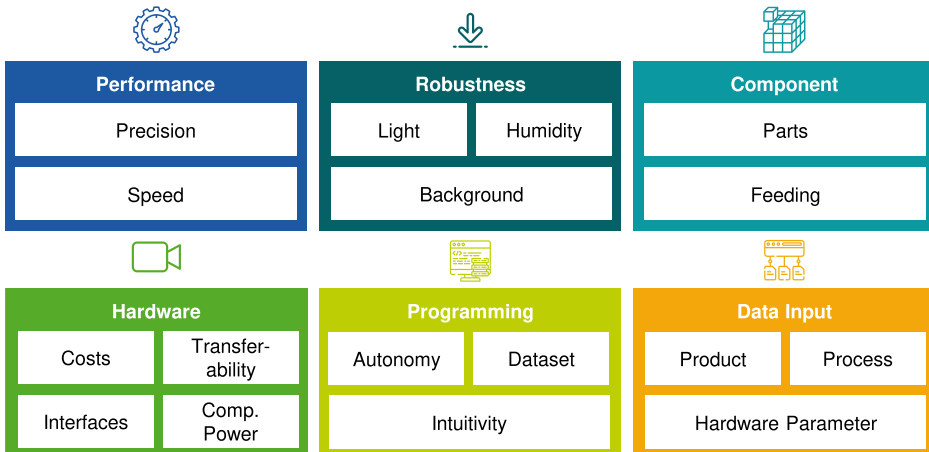 Performance
Precision
Speed
Robustness
Light
Humidity
Background
Component
Parts
Feeding
Hardware
Costs
Transfer-
ability
Interfaces
Comp.
Power
Programming
Autonomy
Dataset
Intuitivity
Data Input
Product
Process
Hardware Parameter